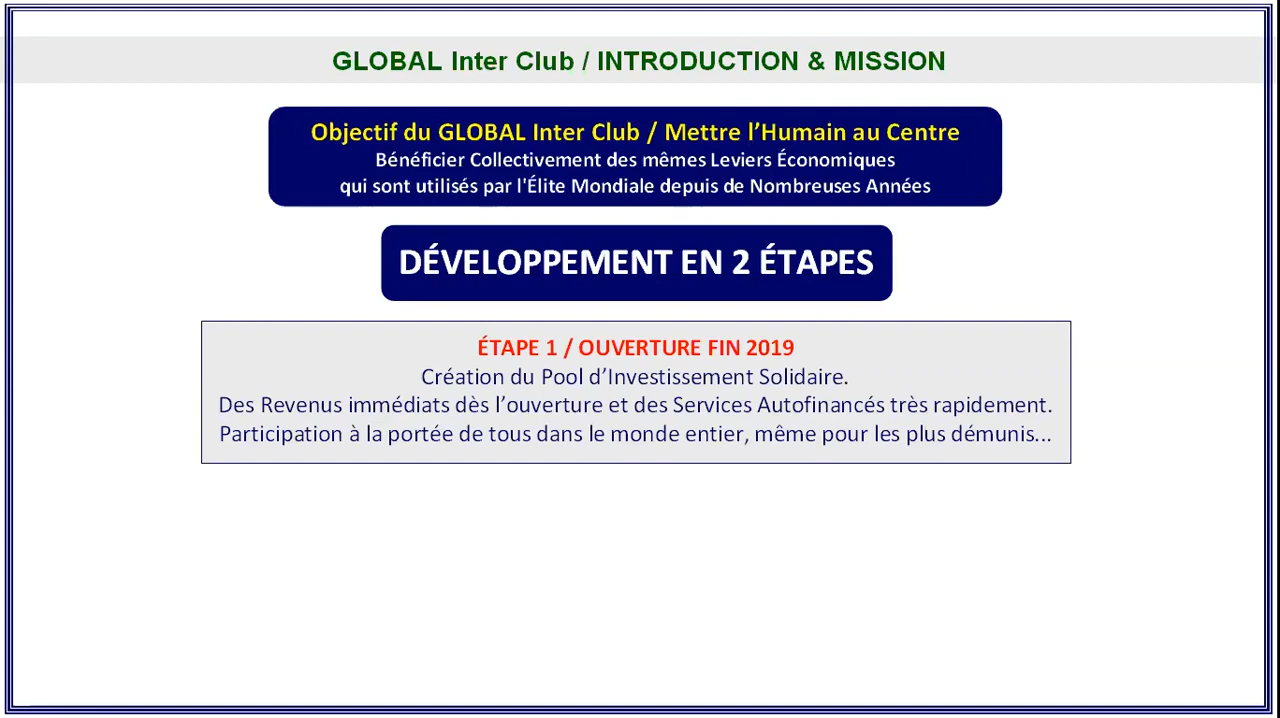 GLOBAL Inter Club / INTRODUCTION & MISSION
Objectif du GLOBAL Inter Club / Mettre l’Humain au Centre
Bénéficier Collectivement des mêmes Leviers Économiques
qui sont utilisés par l'Élite Mondiale depuis de Nombreuses Années
DÉVELOPPEMENT EN 2 ÉTAPES
ÉTAPE 1 / OUVERTURE FIN 2019
Création du Pool d’Investissement Solidaire.
Des Revenus immédiats dès l’ouverture et des Services Autofinancés très rapidement.
Participation à la portée de tous dans le monde entier, même pour les plus démunis...